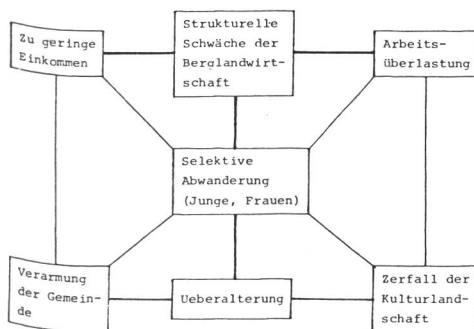 Zu geringe
Einkommen
Strukturelle
Schwäche der
Berglandwirt-
schaft
Arbeits-
überlastung
Selektive
Abwanderung
(Junge, Frauen)
Verarmung
der Gemein-
de
Ueberalterung
Zerfall der
Kulturland-
schaft